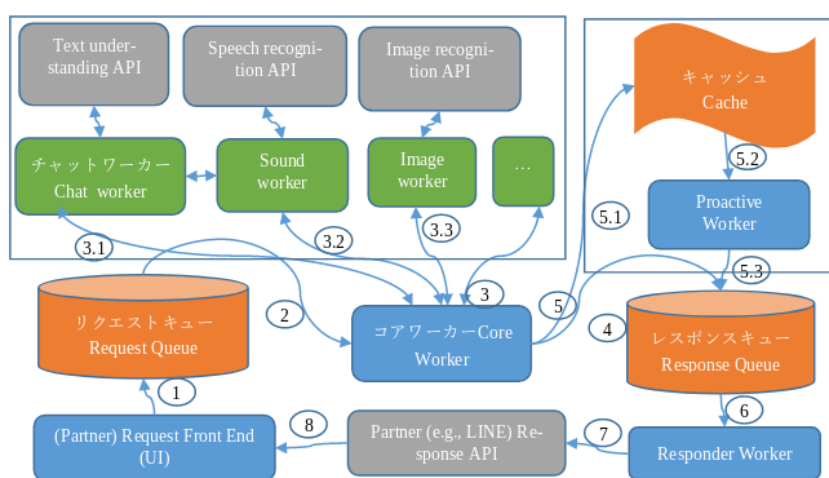 Text under-
standing API
Speech recogni-
tion API
Image recogni-
tion API
キャッシュ
Cache
チャットワーカー
Chat worker
Sound
worker
Image
worker
…
5.2
Proactive
Worker
5.1
3.1
3.2
3.3
5.3
リクエストキュー
Request Queue
2
3
5
コアワーカーCore
Worker
4
レスポンスキュー
Response Queue
1
6
(Partner) Request Front End
(UI)
8
Partner (e.g., LINE) Re-
sponse API
7
Responder Worker